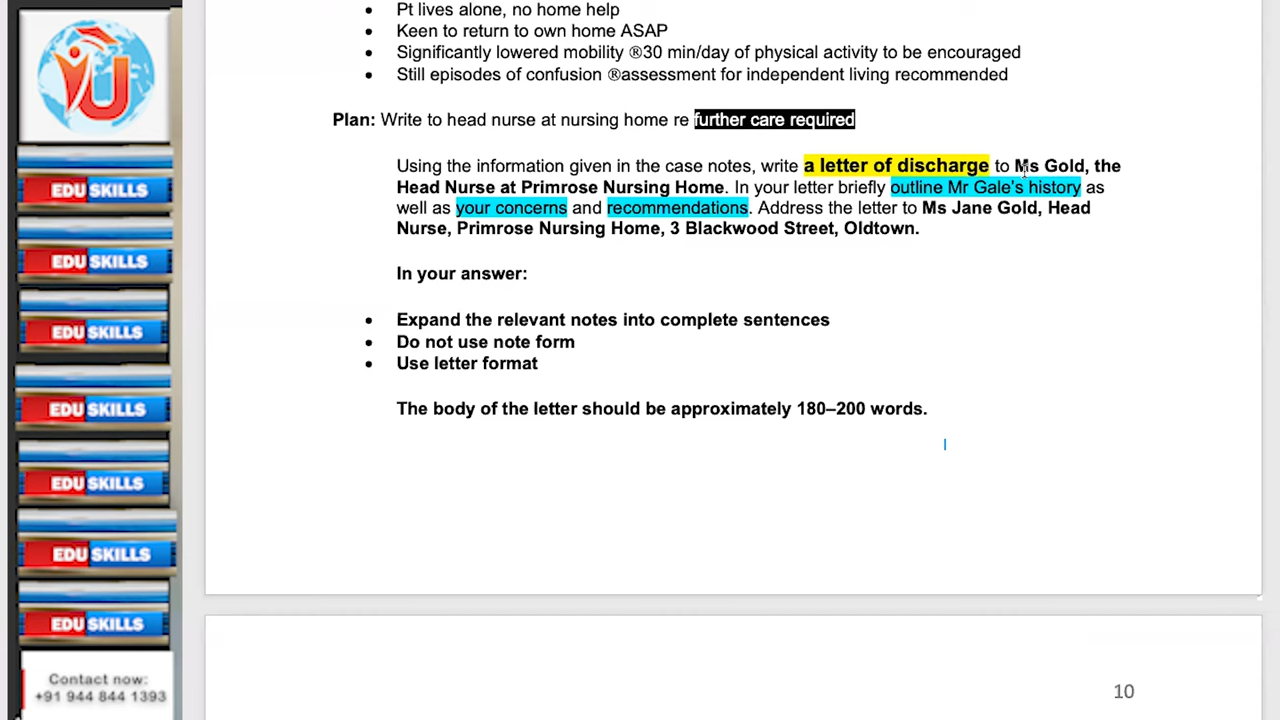 • Pt lives alone, no home help
• Keen to return to own home ASAP
• Significantly lowered mobility ®30 min/day of physical activity to be encouraged
• Still episodes of confusion ®assessment for independent living recommended
Plan: Write to head nurse at nursing home re further care required
Using the information given in the case notes, write a letter of discharge to Ms Gold, the
Head Nurse at Primrose Nursing Home. In your letter briefly outline Mr Gale's history as
well as your concerns and recommendations. Address the letter to Ms Jane Gold, Head
Nurse, Primrose Nursing Home, 3 Blackwood Street, Oldtown.
In your answer:
• Expand the relevant notes into complete sentences
• Do not use note form
• Use letter format
The body of the letter should be approximately 180–200 words.
10
U
EDU SKILLS
EDU SKILLS
EDU SKILLS
EDU SKILLS
EDU SKILLS
EDU SKILLS
EDU SKILLS
Contact now:
+91 944 844 1393